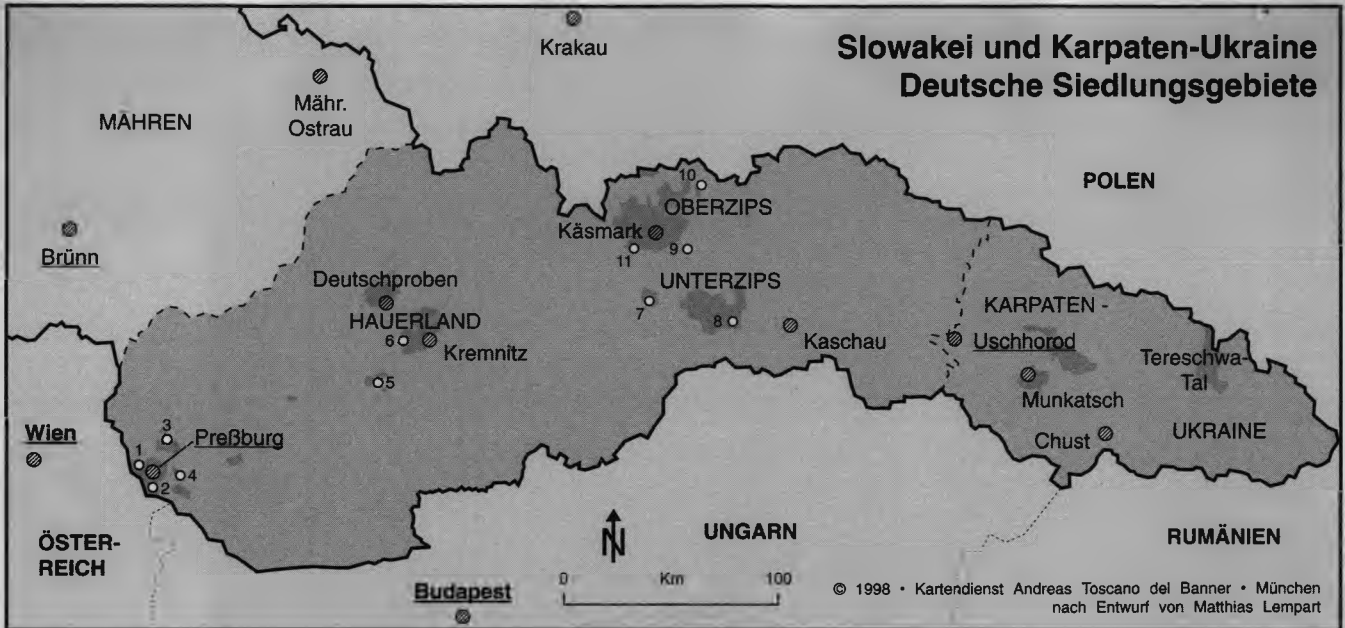 Slowakei und Karpaten-Ukraine
Deutsche Siedlungsgebiete
Krakau
Mähr.
Ostrau
MÄHREN
POLEN
10
OBERZIPS
Käsmark
Brünn
11
9
UNTERZIPS
Deutschproben
7
KARPATEN -
HAUERLAND
8
6
Kremnitz
Kaschau
Uschhorod
Tereschwa-
Tal
5
Munkatsch
3
Preßburg
Chust
UKRAINE
Wien
1
4
2
ÖSTER-
REICH
N
UNGARN
RUMÄNIEN
0 Km 100
Budapest
© 1998 • Kartendienst Andreas Toscano del Banner • München
nach Entwurf von Matthias Lempart